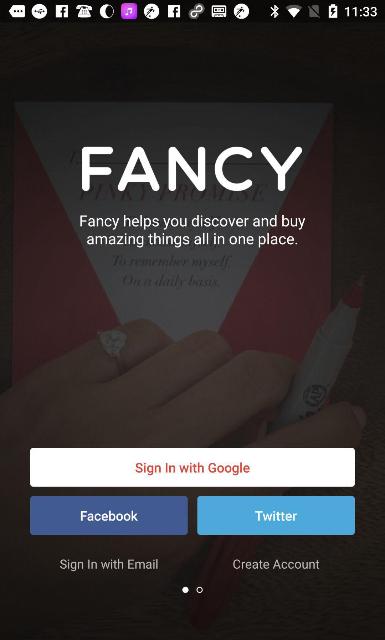 11:33
FANCY
PINKY PROMISE
Fancy helps you discover and buy
amazing things all in one place.
To remember myself.
On a daily basis.
Sign In with Google
Facebook
Twitter
Sign In with Email
Create Account